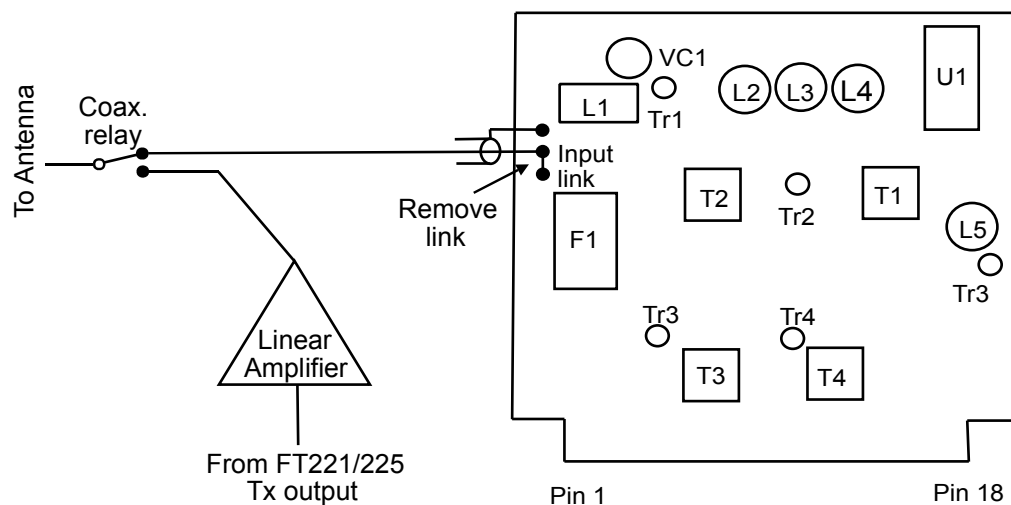 VC1
U1
L1
Tr1
L2
L3
L4
Coax.
relay
To Antenna
Input
link
Remove
link
T2
Tr2
T1
F1
L5
Tr3
Tr3
Tr4
Linear
Amplifier
T3
T4
From FT221/225
Tx output
Pin 1
Pin 18